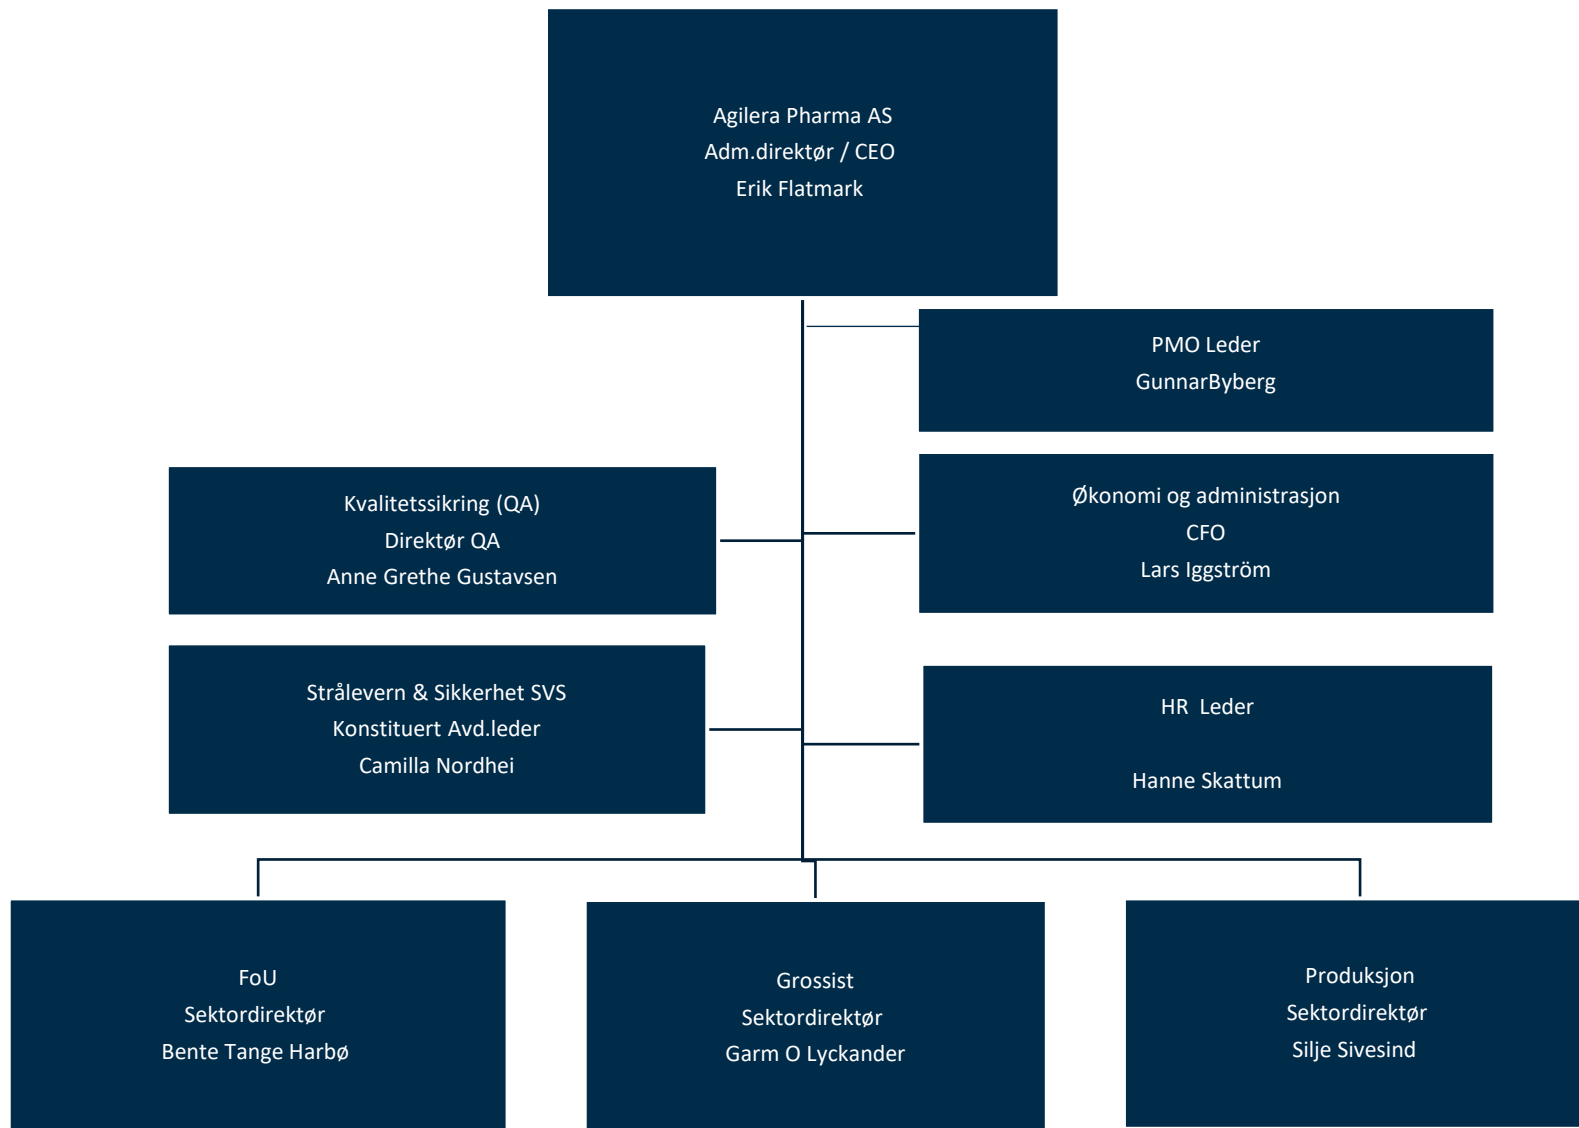 Agilera Pharma AS
Adm.direktør / CEO
Erik Flatmark
PMO Leder
GunnarByberg
Kvalitetssikring (QA)
Direktør QA
Anne Grethe Gustavsen
Økonomi og administrasjon
CFO
Lars Iggström
Strålevern & Sikkerhet SVS
Konstituert Avd.leder
Camilla Nordhei
HR  Leder
Hanne Skattum
FoU
Sektordirektør
Bente Tange Harbø
Grossist
Sektordirektør
Garm O Lyckander
Produksjon
Sektordirektør
Silje Sivesind